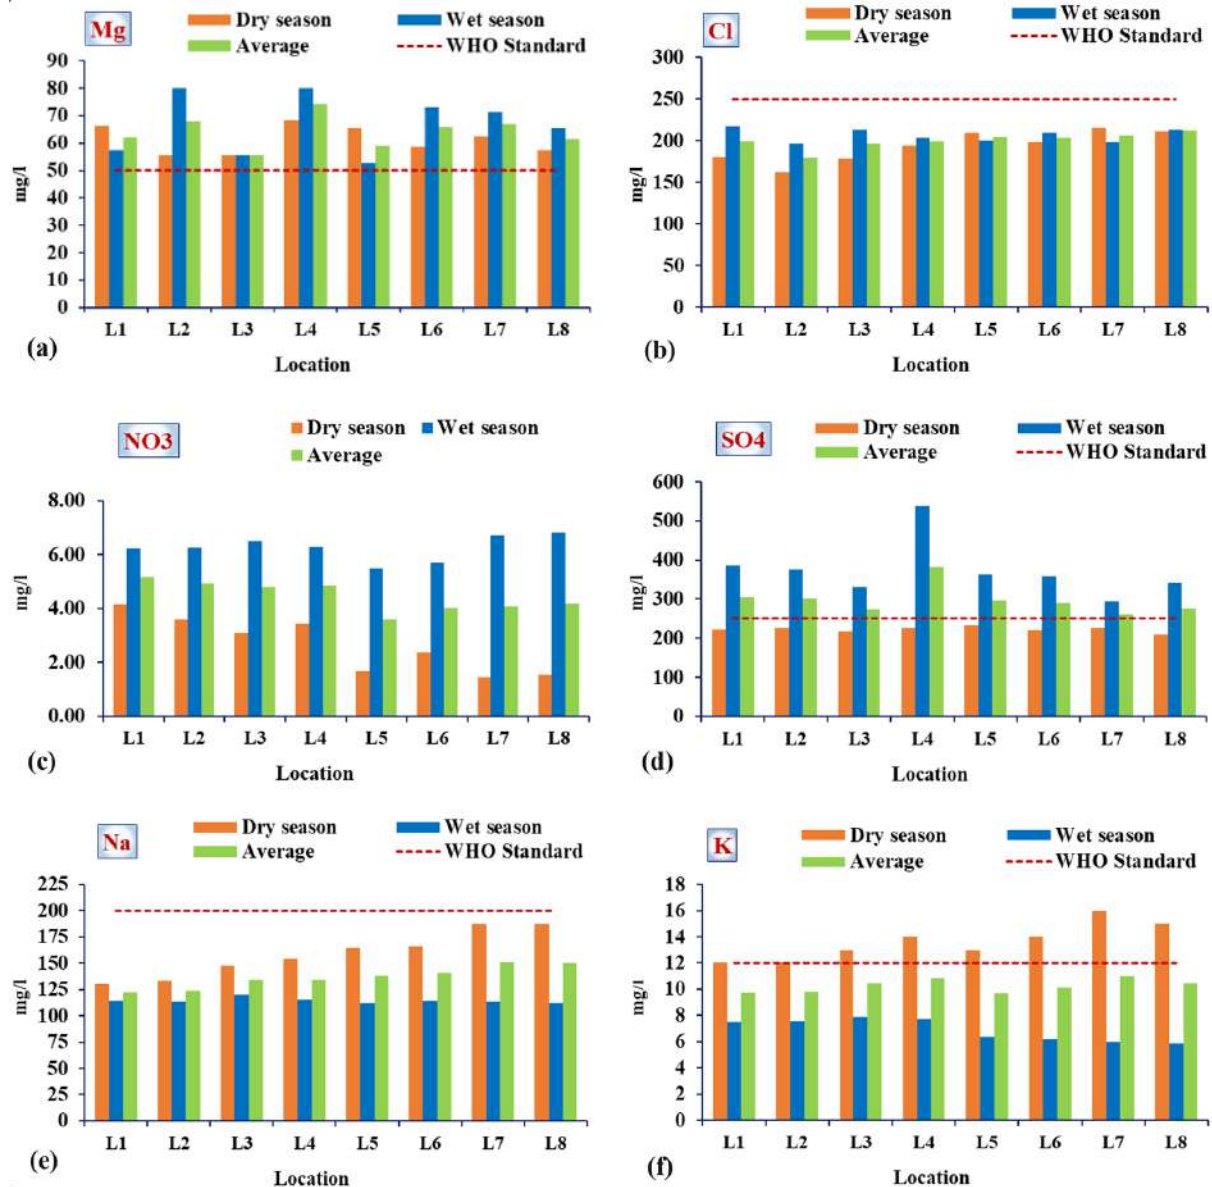 Mg
Dry season Wet season
Average WHO Standard
90
80
70
60
50
40
30
20
10
0
mg/l
L1 L2 L3 L4 L5 L6 L7 L8
(a)
Location
Cl
Dry season Wet season
Average WHO Standard
300
250
200
150
100
50
0
mg/l
L1 L2 L3 L4 L5 L6 L7 L8
(b)
Location
NO3
Dry season Wet season
Average
8.00
6.00
4.00
2.00
0.00
mg/l
L1 L2 L3 L4 L5 L6 L7 L8
(c)
Location
SO4
Dry season Wet season
Average WHO Standard
600
500
400
300
200
100
0
mg/l
L1 L2 L3 L4 L5 L6 L7 L8
(d)
Location
Na
Dry season Wet season
Average WHO Standard
225
200
175
150
125
100
75
50
25
0
mg/l
L1 L2 L3 L4 L5 L6 L7 L8
(e)
Location
K
Dry season Wet season
Average WHO Standard
18
16
14
12
10
8
6
4
2
0
mg/l
L1 L2 L3 L4 L5 L6 L7 L8
(f)
Location